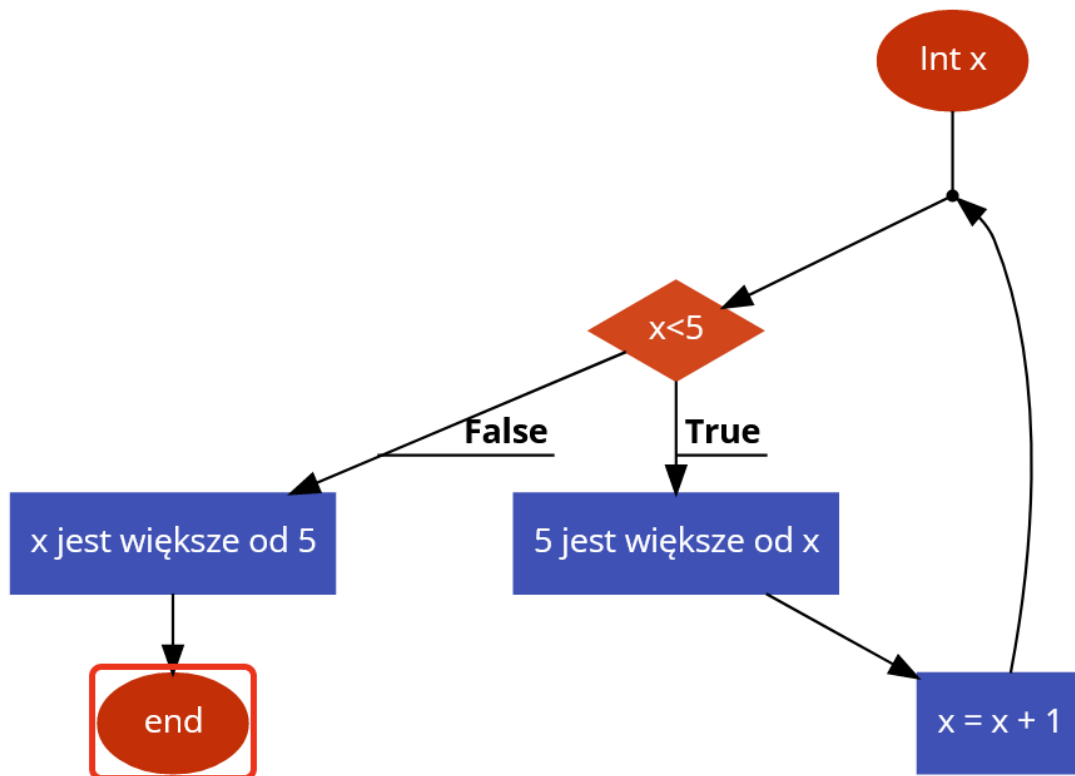 Int x
x<5
False
True
x jest większe od 5
5 jest większe od x
end
x = x + 1